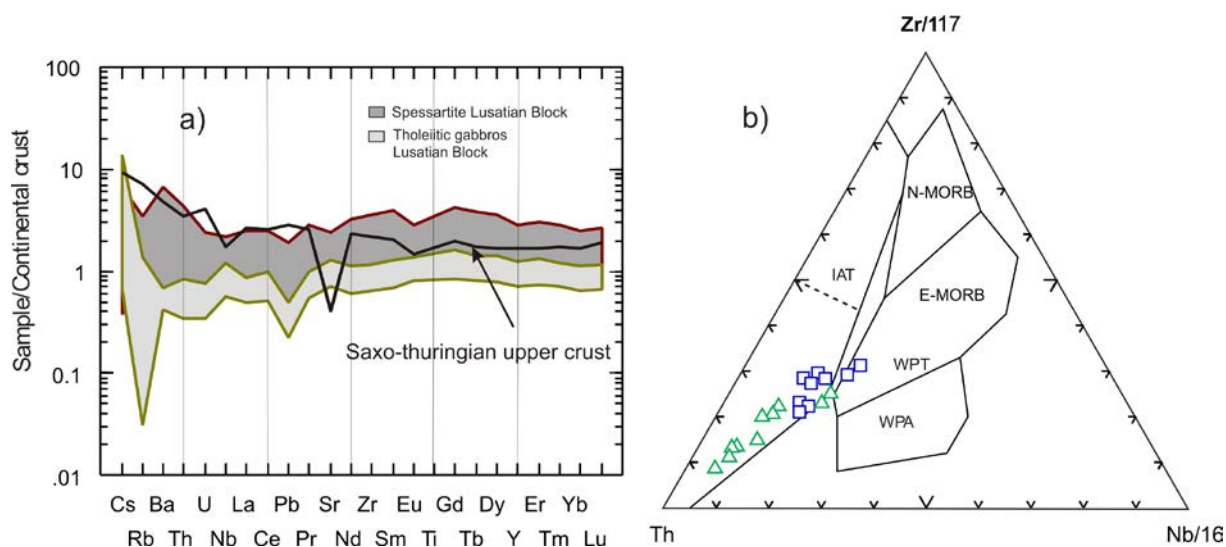 a)
Spessartite Lusatian Block
Tholeiitic gabbros
Lusatian Block
Sample/Continental crust
100
10
1
0.1
.01
Saxo-thuringian upper crust
Cs Ba U La Pb Sr Zr Eu Gd Dy Er Yb
Rb Th Nb Ce Pr Nd Sm Ti Tb Y Tm Lu
b)
Zr/117
N-MORB
IAT
E-MORB
WPT
WPA
Th
Nb/16